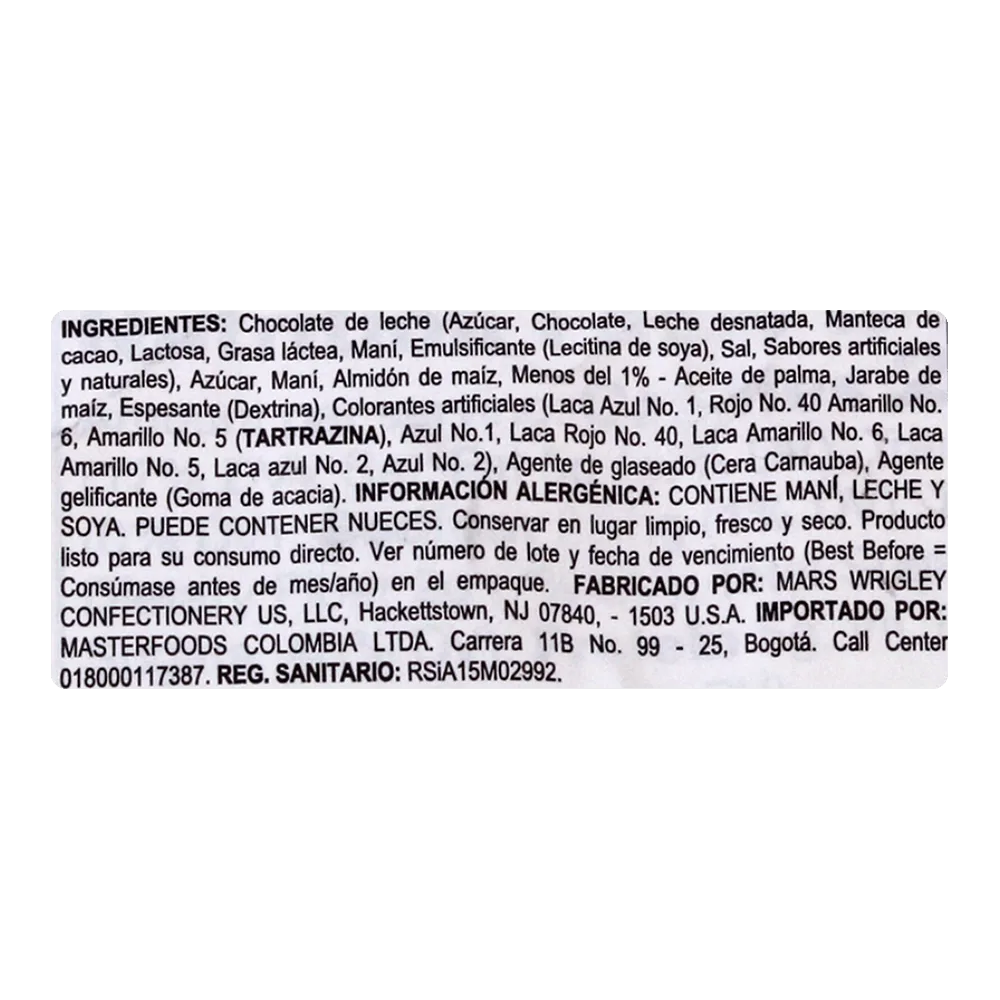 INGREDIENTES: Chocolate de leche (Azúcar, Chocolate, Leche desnatada, Manteca de
cacao, Lactosa, Grasa láctea, Maní, Emulsificante (Lecitina de soya), Sal, Sabores artificiales
y naturales), Azúcar, Maní, Almidón de maíz, Menos del 1% - Aceite de palma, Jarabe de
maíz, Espesante (Dextrina), Colorantes artificiales (Laca Azul No. 1, Rojo No. 40 Amarillo No.
6, Amarillo No. 5 (TARTRAZINA), Azul No.1, Laca Rojo No. 40, Laca Amarillo No. 6, Laca
Amarillo No. 5, Laca azul No. 2, Azul No. 2), Agente de glaseado (Cera Carnauba), Agente
gelificante (Goma de acacia). INFORMACIÓN ALERGÉNICA: CONTIENE MANÍ, LECHE Y
SOYA. PUEDE CONTENER NUECES. Conservar en lugar limpio, fresco y seco. Producto
listo para su consumo directo. Ver número de lote y fecha de vencimiento (Best Before =
Consúmase antes de mes/año) en el empaque. FABRICADO POR: MARS WRIGLEY
CONFECTIONERY US, LLC, Hackettstown, NJ 07840, - 1503 U.S.A. IMPORTADO POR:
MASTERFOODS COLOMBIA LTDA. Carrera 11B No. 99 - 25, Bogotá. Call Center
018000117387. REG. SANITARIO: RSiA15M02992.